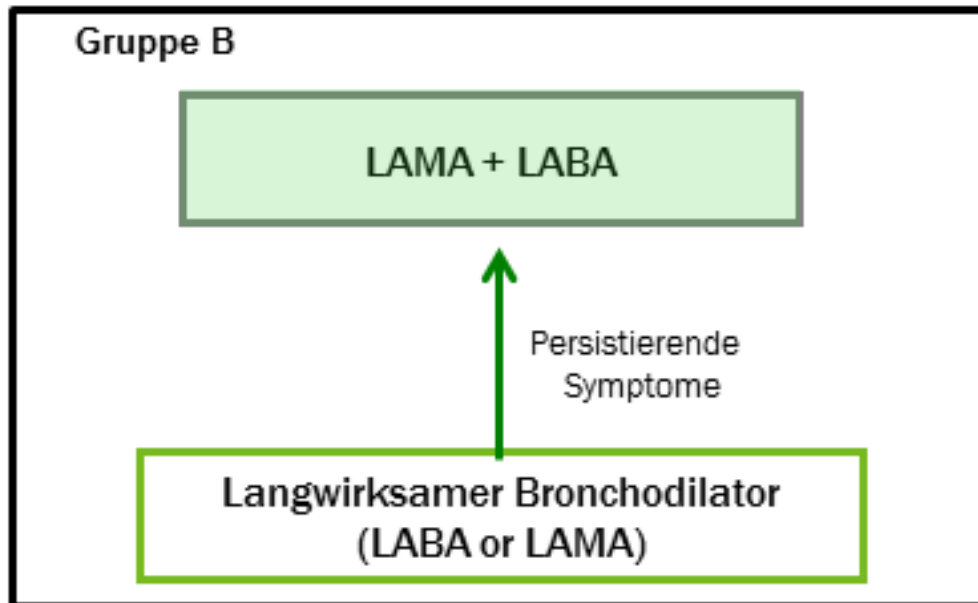 Gruppe B
LAMA + LABA
Persistierende
Symptome
Langwirksamer Bronchodilator
(LABA or LAMA)